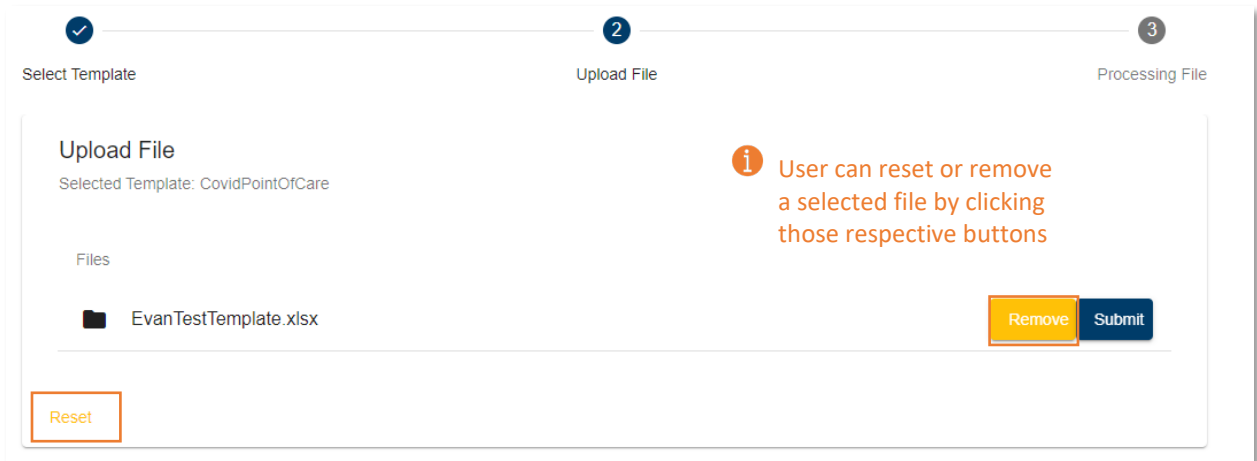 2
3
Select Template
Upload File
Processing File
Upload File
Selected Template: CovidPointOfCare
i
User can reset or remove
a selected file by clicking
those respective buttons
Files
EvanTestTemplate.xlsx
Remove
Submit
Reset